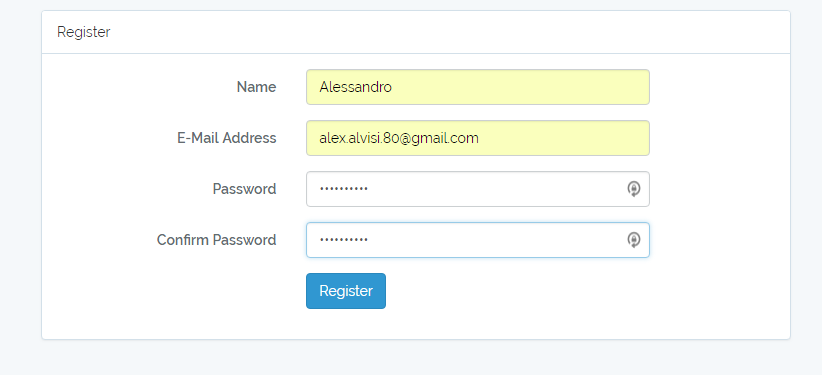 Register
Name
Alessandro
E-Mail Address
alex.alvisi.80@gmail.com
Password
••••••••••
Confirm Password
••••••••••
Register